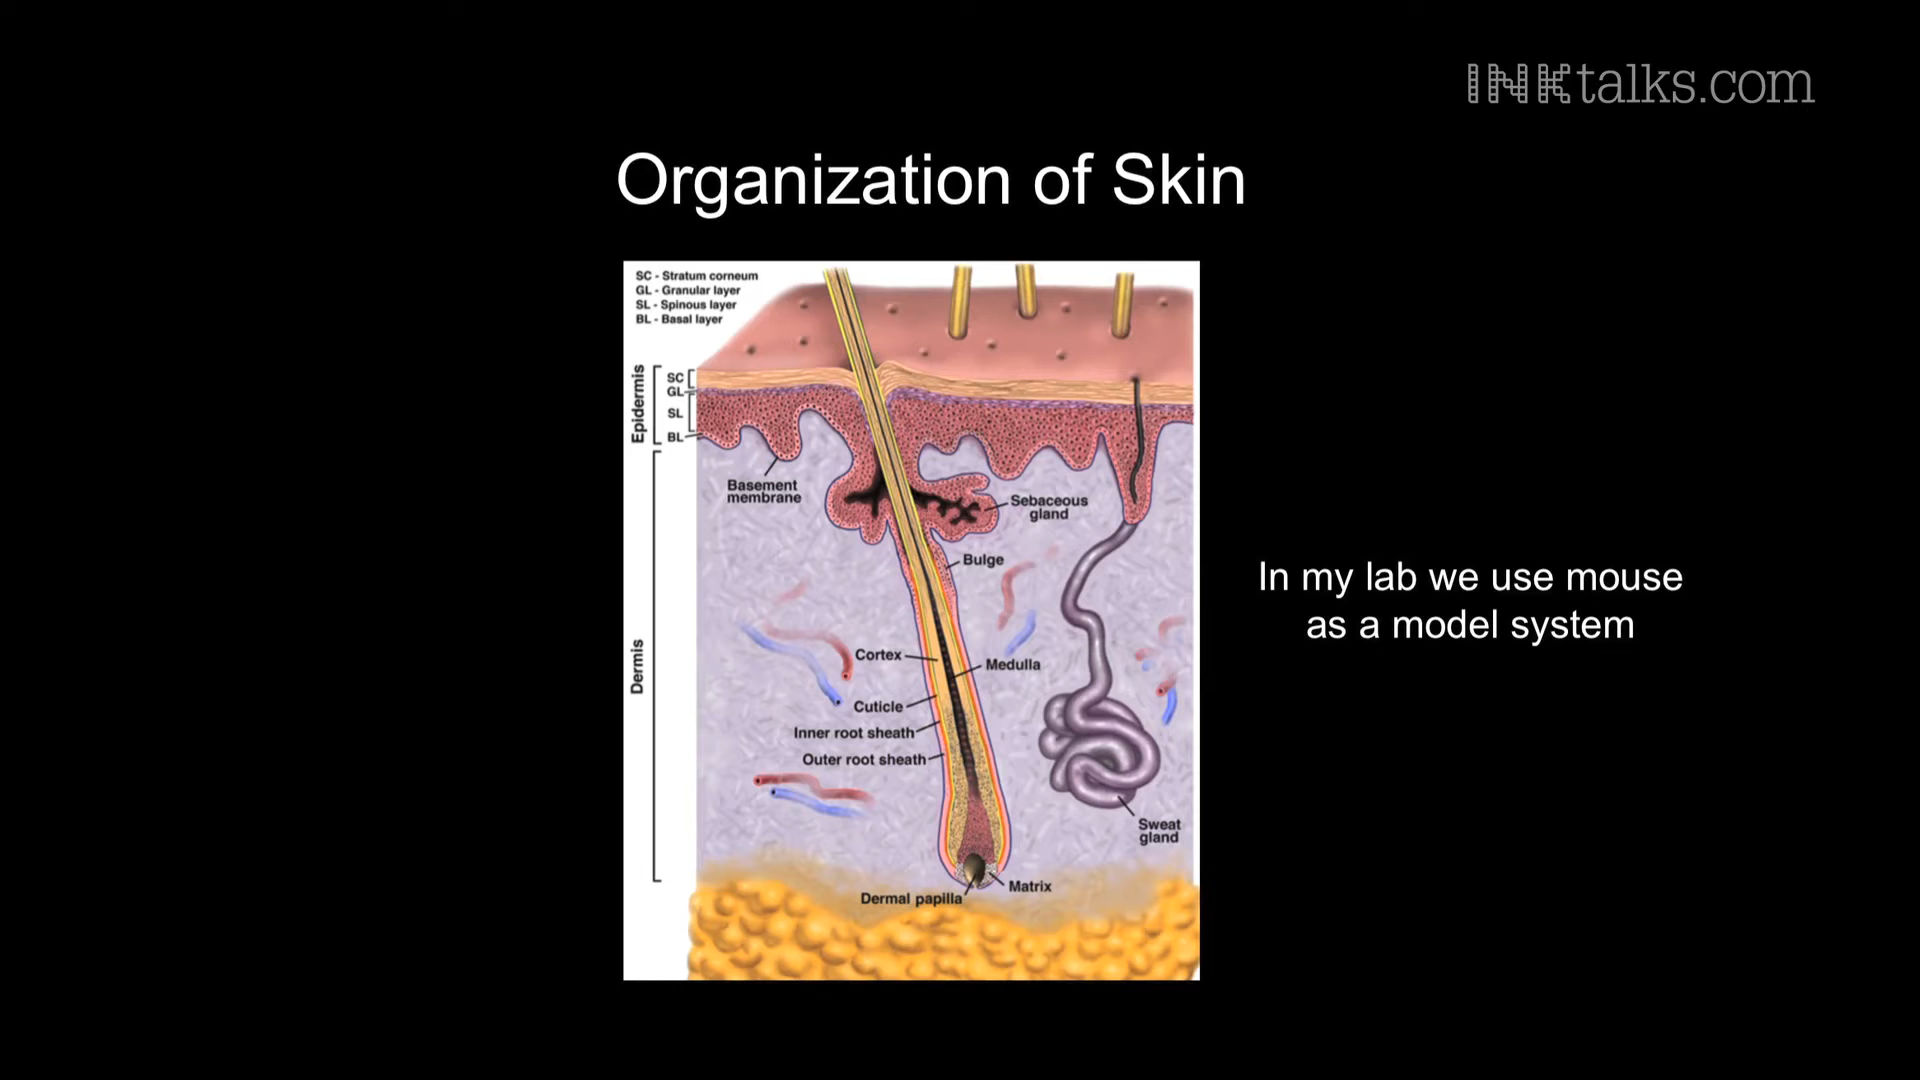 INKtalks.com
Organization of Skin
SC - Stratum corneum
GL - Granular layer
SL - Spinous layer
BL - Basal layer
Epidermis
SC
GL
SL
BL
Basement
membrane
Sebaceous
gland
Bulge
In my lab we use mouse
as a model system
Dermis
Cortex
Medulla
Cuticle
Inner root sheath
Outer root sheath
Sweat
gland
Matrix
Dermal papilla